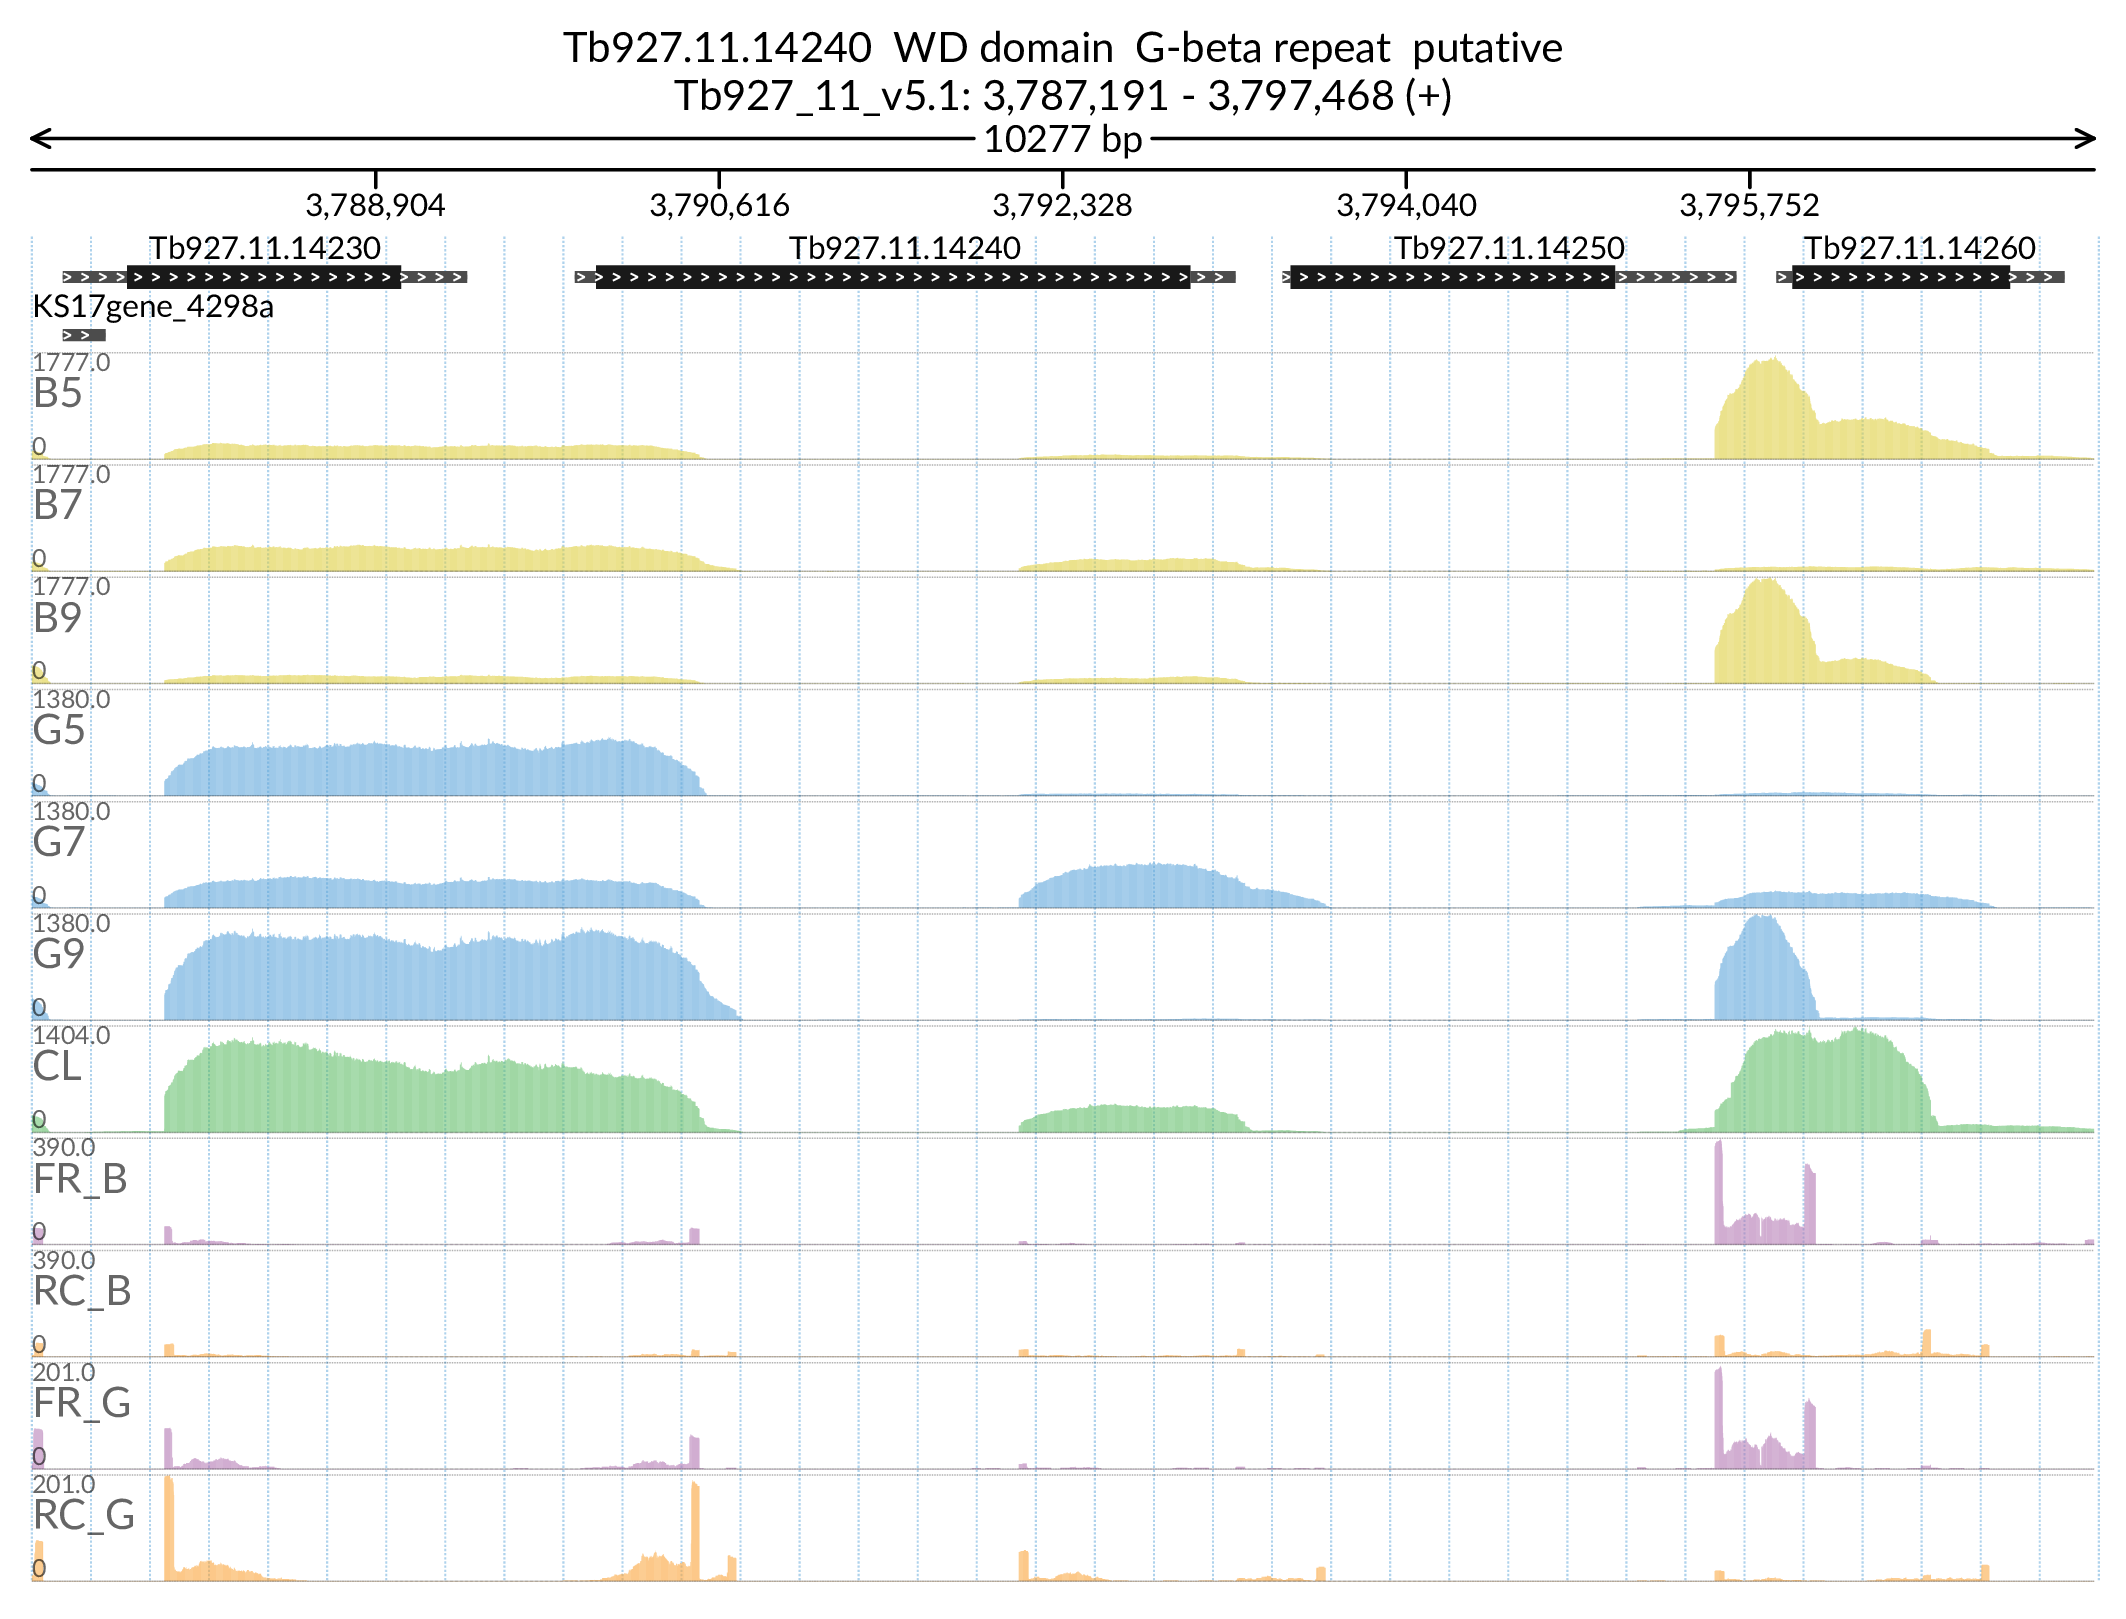 Tb927.11.14240 WD domain G-beta repeat putative
Tb927_11_v5.1: 3,787,191 - 3,797,468 (+)
10277 bp
3,788,904 3,790,616 3,792,328 3,794,040 3,795,752
Tb927.11.14230 Tb927.11.14240 Tb927.11.14250 Tb927.11.14260
KS17gene_4298a
1777.0
B5
0
1777.0
B7
0
1777.0
B9
0
1380.0
G5
0
1380.0
G7
0
1380.0
G9
0
1404.0
CL
0
390.0
FR_B
0
390.0
RC_B
0
201.0
FR_G
0
201.0
RC_G
0